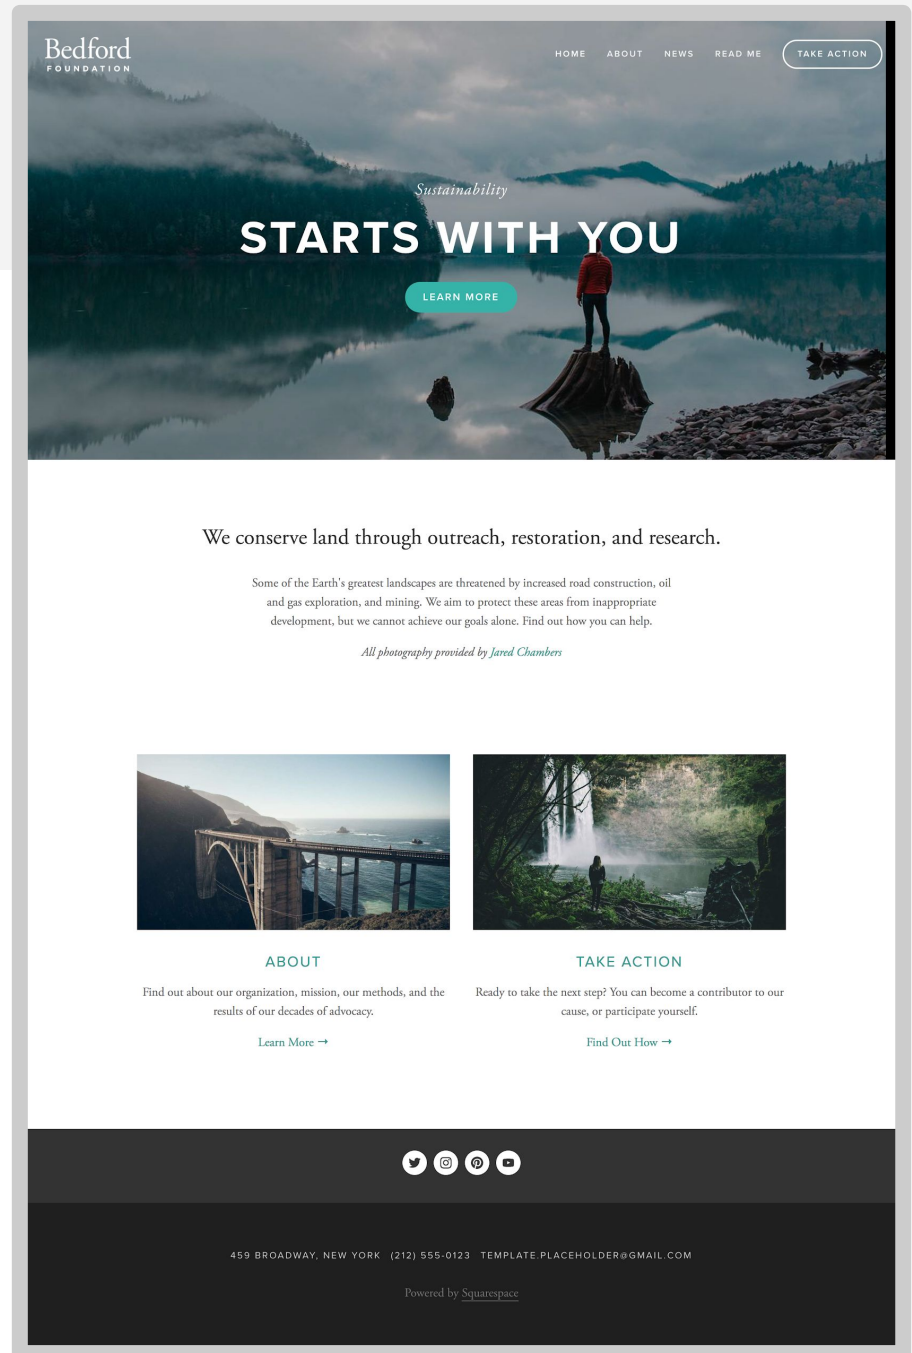 Bedford
FOUNDATION
HOME ABOUT NEWS READ ME TAKE ACTION
Sustainability
STARTS WITH YOU
LEARN MORE
We conserve land through outreach, restoration, and research.
Some of the Earth's greatest landscapes are threatened by increased road construction, oil
and gas exploration, and mining. We aim to protect these areas from inappropriate
development, but we cannot achieve our goals alone. Find out how you can help.
All photography provided by Jared Chambers
ABOUT
Find out about our organization, mission, our methods, and the
results of our decades of advocacy.
Learn More →
TAKE ACTION
Ready to take the next step? You can become a contributor to our
cause, or participate yourself.
Find Out How →
459 BROADWAY, NEW YORK (212) 555-0123 TEMPLATE.PLACEHOLDER@GMAIL.COM
Powered by Squarespace